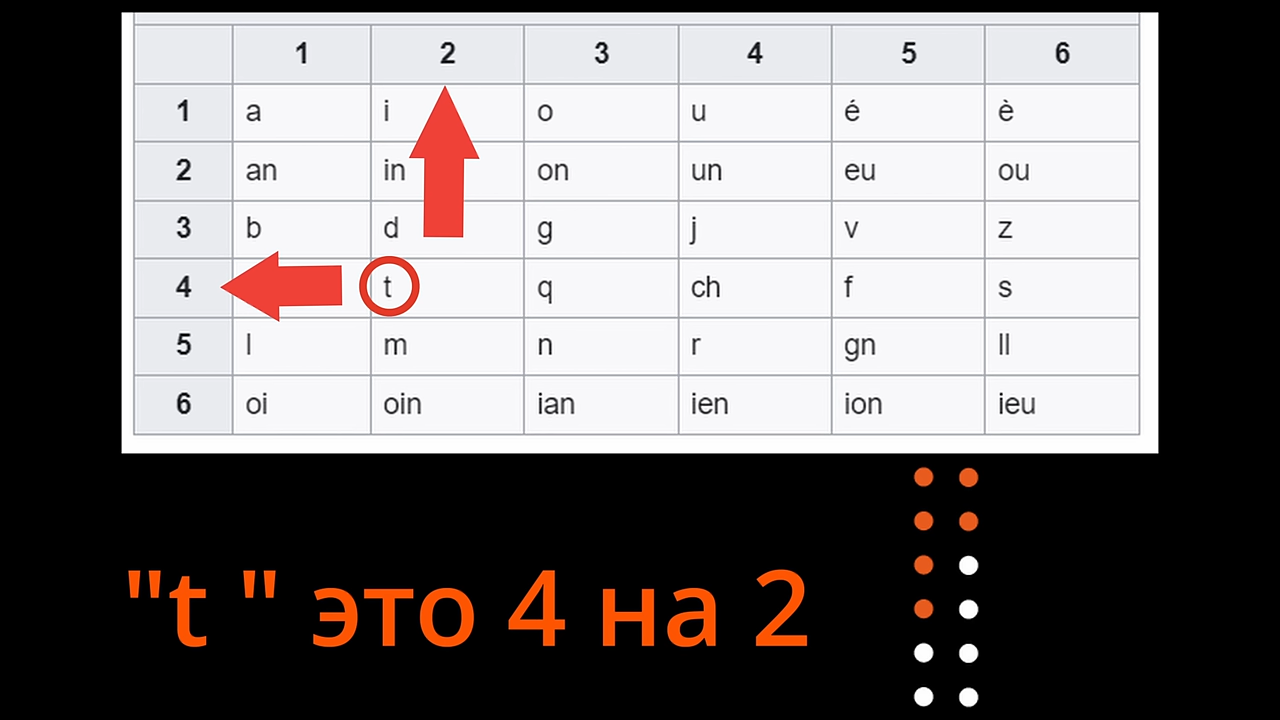 1 2 3 4 5 6
1 a i o u é è
2 an in on un eu ou
3 b d g j v z
4 t q ch f s
5 l m n r gn ll
6 oi oin ian ien ion ieu
"t " это 4 на 2